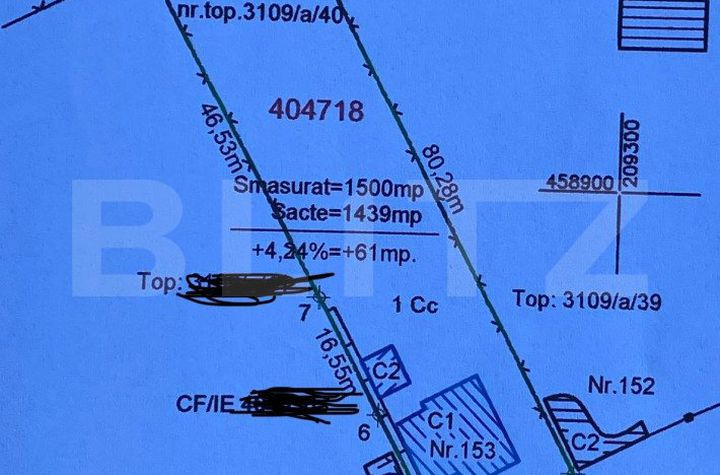 nr.top.3109/a/40
404718
46,53m
80,28m
209300
458900
Smasurat=1500mp
Sacte=1439mp
+4,24%=+61mp.
BLITZ
Top:
7
1 Cc
Top: 3109/a/39
16,55m
C2
Nr.152
CF/IE
C1
6
Nr.153
C2